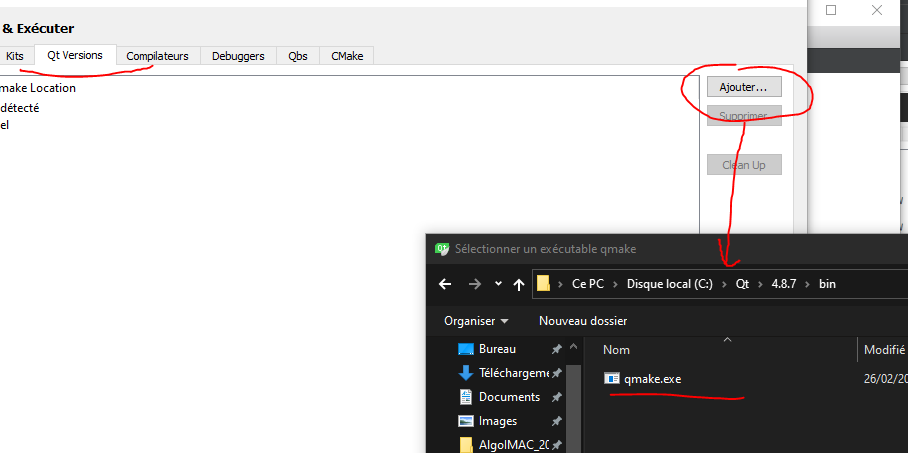 & Exécuter
Kits Qt Versions Compilateurs Debuggers Qbs CMake
make Location
détecté
el
Ajouter...
Supprimer
Clean Up
Sélectionner un exécutable qmake
Ce PC > Disque local (C:) > Qt > 4.8.7 > bin
Organiser Nouveau dossier
Bureau
Téléchargeme
Documents
Images
AlgoIMAC_20
Nom Modifié
qmake.exe 26/02/20